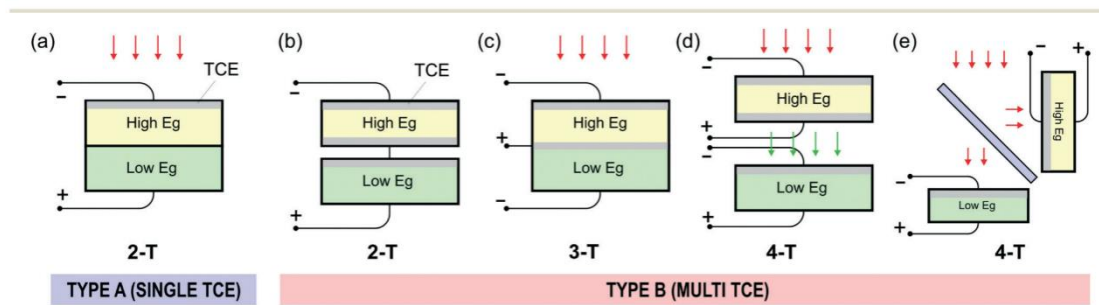 (a) (b) (c) (d) (e)
TCE TCE
High Eg
Low Eg
High Eg
Low Eg
High Eg
Low Eg
High Eg
Low Eg
High Eg
Low Eg
− + − + − + − − + − + − + − +
2-T 2-T 3-T 4-T 4-T
TYPE A (SINGLE TCE) TYPE B (MULTI TCE)